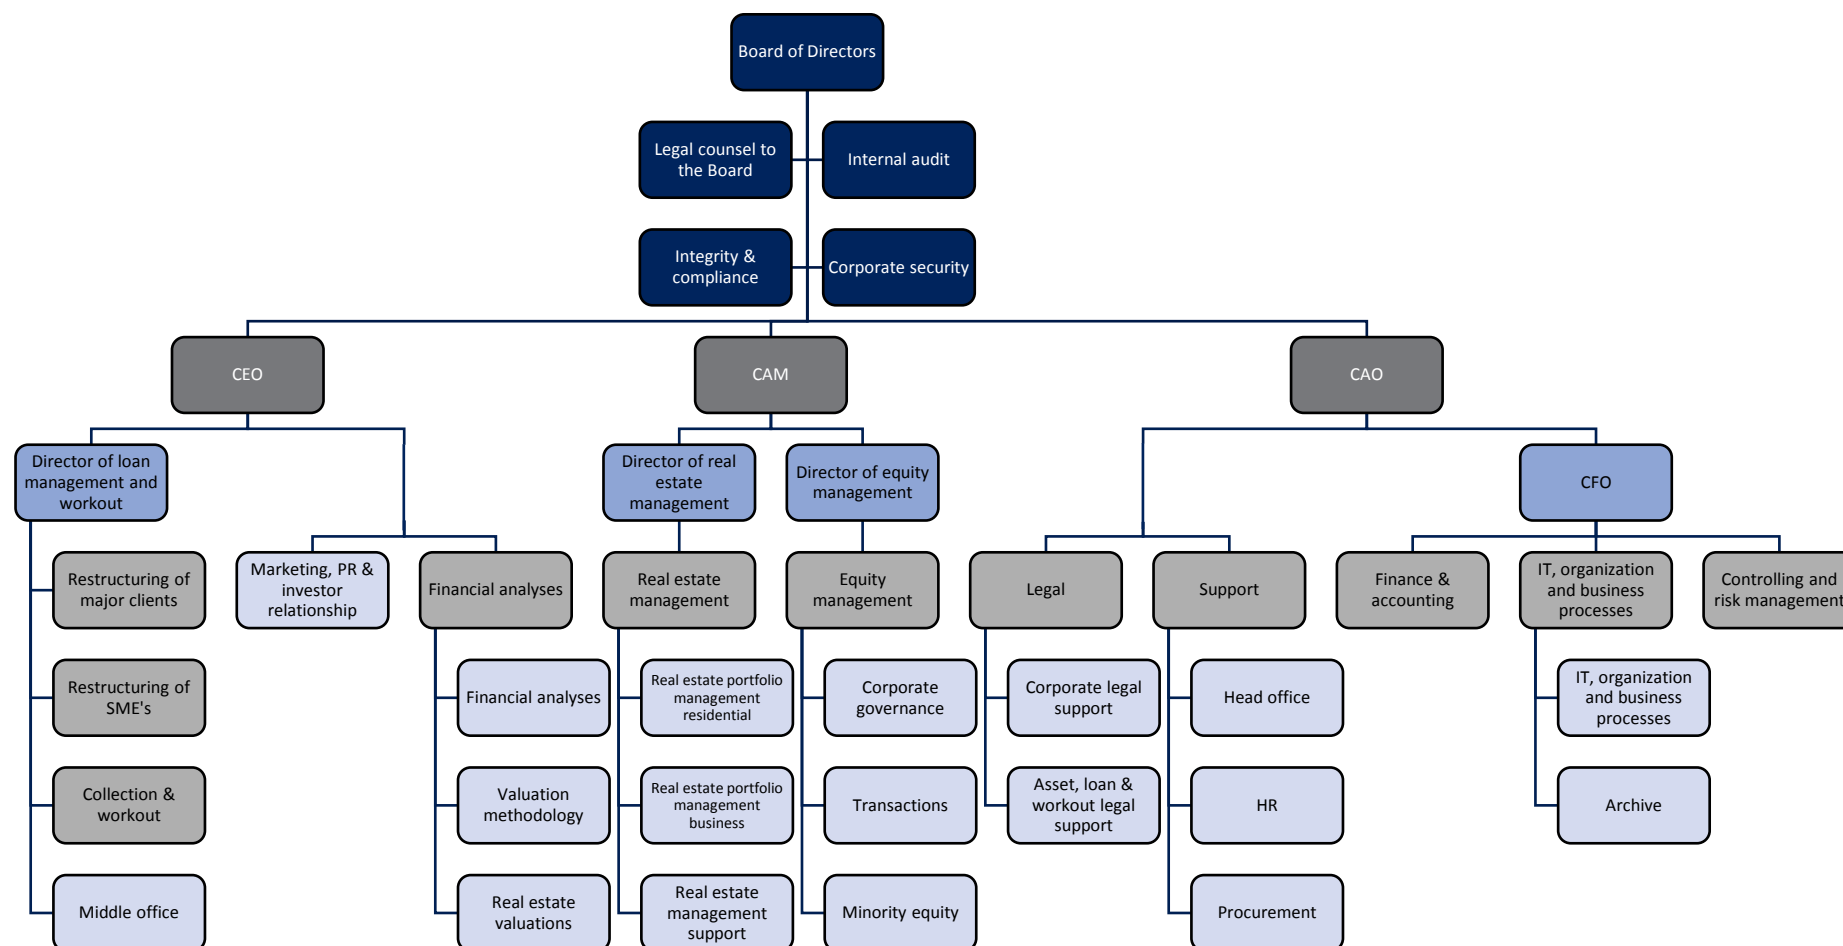 Board of Directors
Legal counsel to
the Board
Internal audit
Integrity &
compliance
Corporate security
CEO
CAM
CAO
Director of loan
management and
workout
Director of real
estate
management
Director of equity
management
CFO
Restructuring of
major clients
Marketing, PR &
investor
relationship
Financial analyses
Real estate
management
Equity
management
Legal
Support
Finance &
accounting
IT, organization
and business
processes
Controlling and
risk management
Restructuring of
SME's
Financial analyses
Real estate portfolio
management
residential
Corporate
governance
Corporate legal
support
Head office
IT, organization
and business
processes
Collection &
workout
Valuation
methodology
Real estate portfolio
management
business
Transactions
Asset, loan &
workout legal
support
HR
Archive
Middle office
Real estate
valuations
Real estate
management
support
Minority equity
Procurement